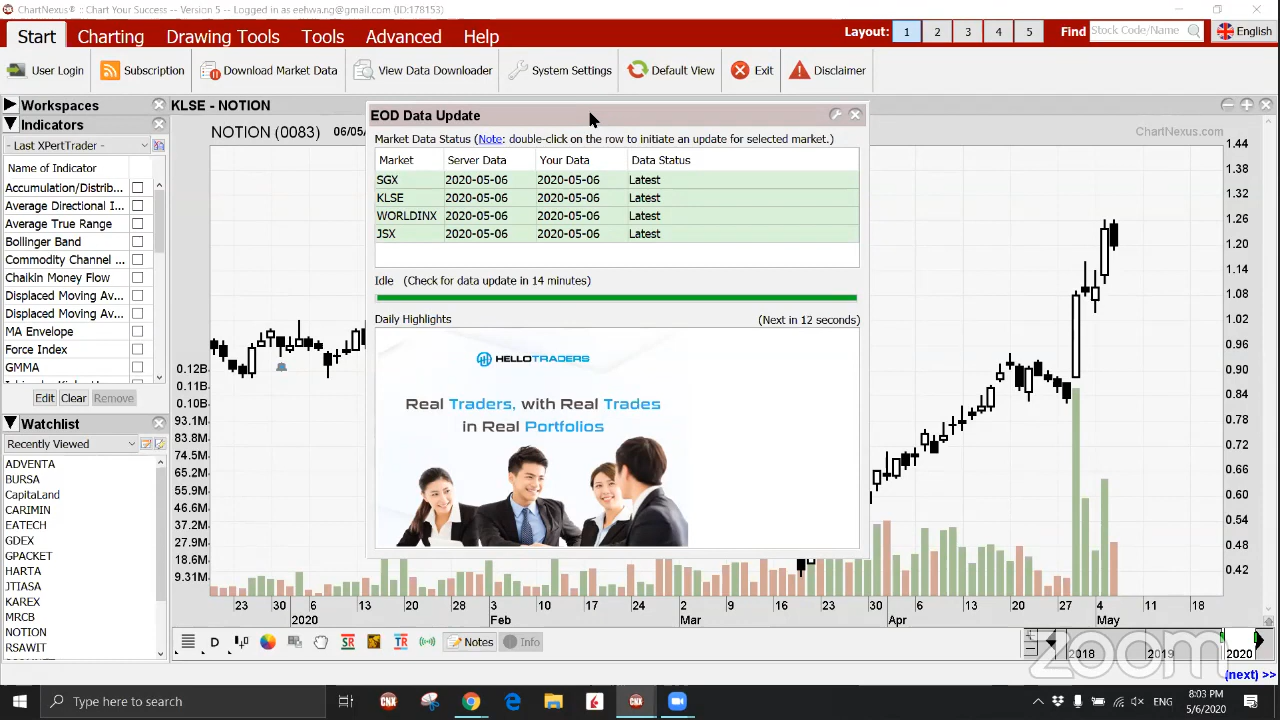 ChartNexus® :: Chart Your Success -- Version 5 -- Logged in as eehwa.ng@gmail.com (ID:178153)
Start Charting Drawing Tools Tools Advanced Help Layout: 1 2 3 4 5 Find Stock Code/Name English
User Login Subscription Download Market Data View Data Downloader System Settings Default View Exit Disclaimer
Workspaces
KLSE - NOTION
Indicators
NOTION (0083) 06/05
ChartNexus.com
- Last XPertTrader -
Name of Indicator
Accumulation/Distrib...
Average Directional I...
Average True Range
Bollinger Band
Commodity Channel ...
Chaikin Money Flow
Displaced Moving Av...
Displaced Moving Av...
MA Envelope
Force Index
GMMA
Edit Clear Remove
Watchlist
Recently Viewed
ADVENTA
BURSA
CapitaLand
CARIMIN
EATECH
GDEX
GPACKET
HARTA
JTIASA
KAREX
MRCB
NOTION
RSAWIT
EOD Data Update
Market Data Status (Note: double-click on the row to initiate an update for selected market.)
Market Server Data Your Data Data Status
SGX 2020-05-06 2020-05-06 Latest
KLSE 2020-05-06 2020-05-06 Latest
WORLDINX 2020-05-06 2020-05-06 Latest
JSX 2020-05-06 2020-05-06 Latest
Idle (Check for data update in 14 minutes)
Daily Highlights (Next in 12 seconds)
HELLOTRADERS
Real Traders, with Real Trades
in Real Portfolios
0.12B
0.11B
0.10B
93.1M
83.8M
74.5M
65.2M
55.9M
46.6M
37.2M
27.9M
18.6M
9.31M
1.44
1.38
1.32
1.26
1.20
1.14
1.08
1.02
0.96
0.90
0.84
0.78
0.72
0.66
0.60
0.54
0.48
0.42
23 30 6 13 20 28 3 10 17 24 2 9 16 23 30 6 13 20 27 4 11 18
2020 Feb Mar Apr May
D SR TR Notes Info
2018 2019 2020
zoom
(next) >>
Type here to search
CNX CNX
ENG
8:03 PM
5/6/2020